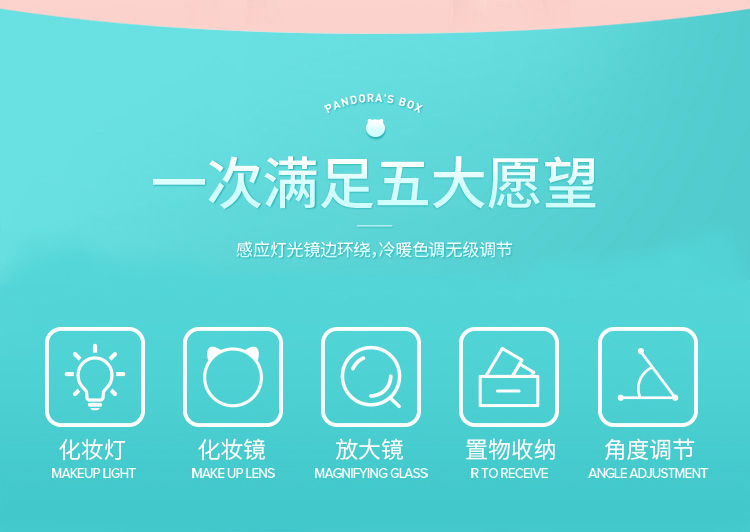 PANDORA'S BOX
一次满足五大愿望
感应灯光镜边环绕,冷暖色调无级调节
化妆灯 化妆镜 放大镜 置物收纳 角度调节
MAKEUP LIGHT MAKE UP LENS MAGNIFYING GLASS R TO RECEIVE ANGLE ADJUSTMENT